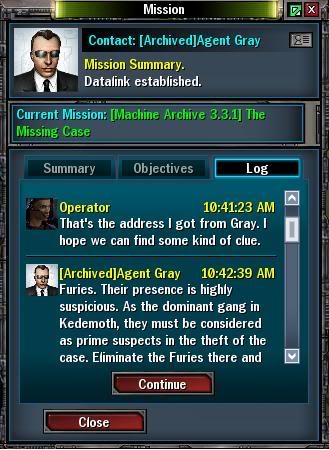 Mission
Contact: [Archived]Agent Gray
Mission Summary.
Datalink established.
Current Mission: [Machine Archive 3.3.1] The
Missing Case
Summary
Objectives
Log
Operator 10:41:23 AM
That's the address I got from Gray. I
hope we can find some kind of clue.
[Archived]Agent Gray 10:42:39 AM
Furies. Their presence is highly
suspicious. As the dominant gang in
Kedemoth, they must be considered
as prime suspects in the theft of the
case. Eliminate the Furies there and
Continue
Close